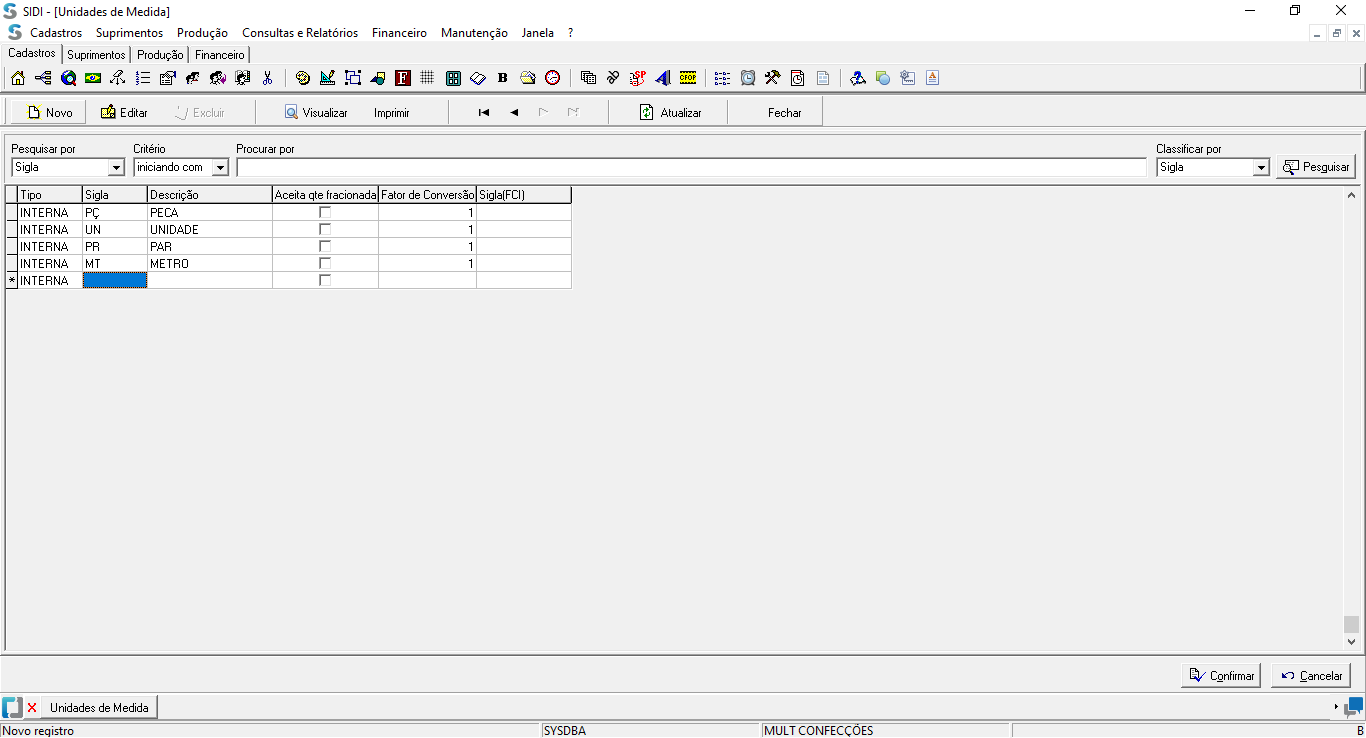 SIDI - [Unidades de Medida]
Cadastros Suprimentos Produção Consultas e Relatórios Financeiro Manutenção Janela ?
Cadastros Suprimentos Produção Financeiro
F B SP CFOP A
Novo Editar Excluir Visualizar Imprimir Atualizar Fechar
Pesquisar por Critério Procurar por Classificar por
Sigla iniciando com Sigla Pesquisar
Tipo Sigla Descrição Aceita qte fracionada Fator de Conversão Sigla(FCI)
INTERNA PÇ PECA 1
INTERNA UN UNIDADE 1
INTERNA PR PAR 1
INTERNA MT METRO 1
* INTERNA
Confirmar Cancelar
Unidades de Medida
Novo registro SYSDBA MULT CONFECÇÕES B